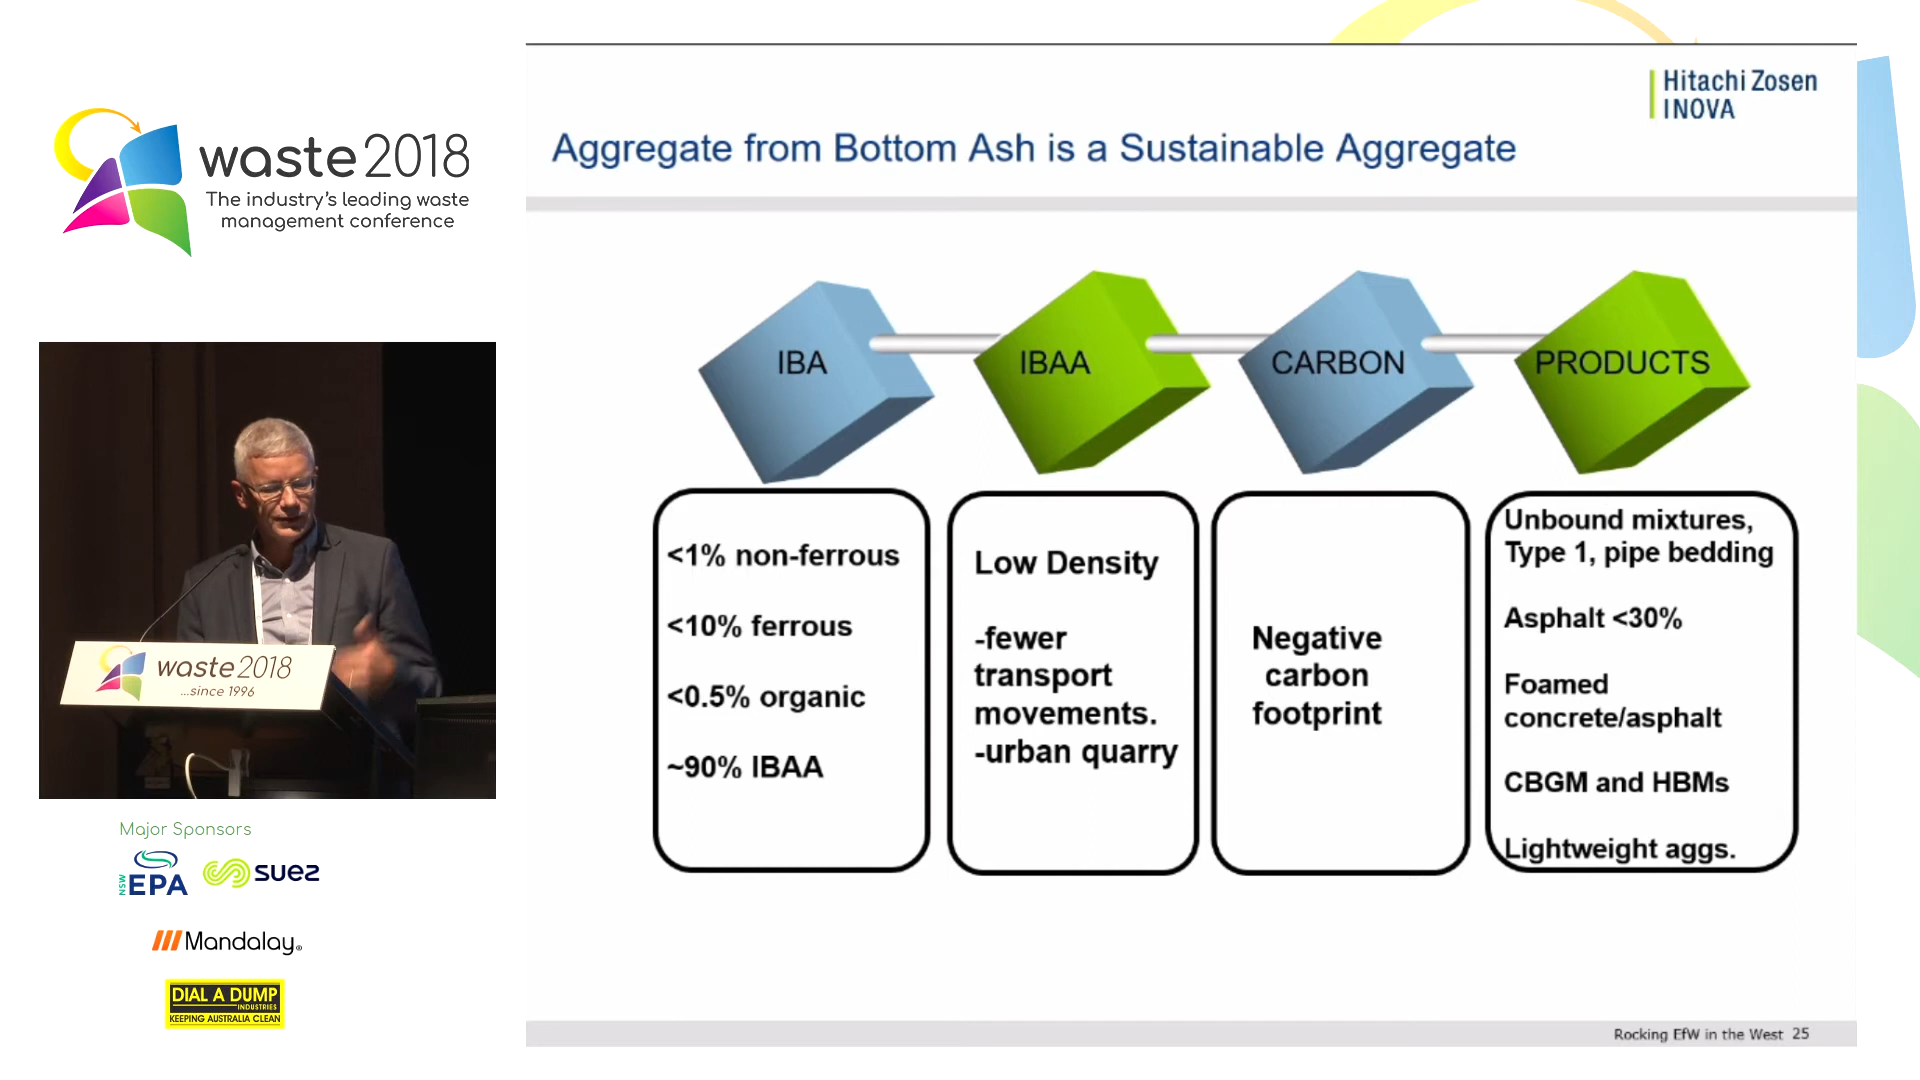 waste 2018
The industry's leading waste
management conference
waste 2018
...since 1996
Major Sponsors
NSW
EPA
suez
Mandalay®
DIAL A DUMP
INDUSTRIES
KEEPING AUSTRALIA CLEAN
Hitachi Zosen
INOVA
Aggregate from Bottom Ash is a Sustainable Aggregate
IBA
IBAA
CARBON
PRODUCTS
<1% non-ferrous
<10% ferrous
<0.5% organic
~90% IBAA
Low Density
-fewer
transport
movements.
-urban quarry
Negative
carbon
footprint
Unbound mixtures,
Type 1, pipe bedding
Asphalt <30%
Foamed
concrete/asphalt
CBGM and HBMs
Lightweight aggs.
Rocking EfW in the West 25